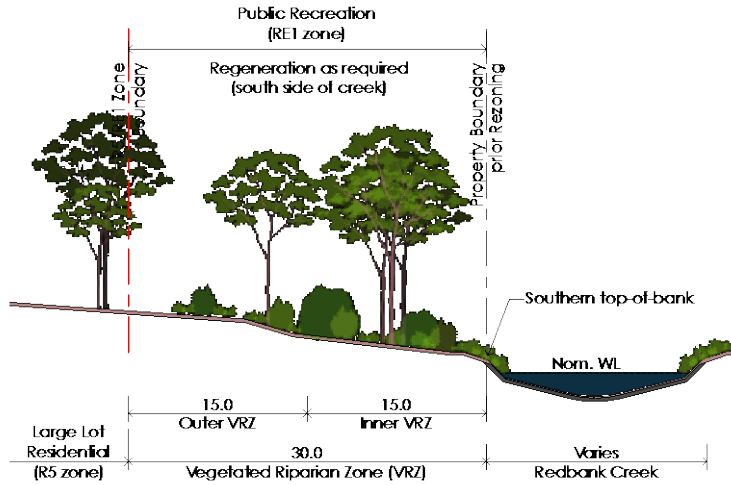 Public Recreation
(RE1 zone)
Regeneration as required
(south side of creek)
RE1 Zone
Boundary
Property Boundary
prior Rezoning
Southern top-of-bank
Nom. WL
15.0
Outer VRZ
15.0
Inner VRZ
Large Lot
Residential
(R5 zone)
30.0
Vegetated Riparian Zone (VRZ)
Varies
Redbank Creek